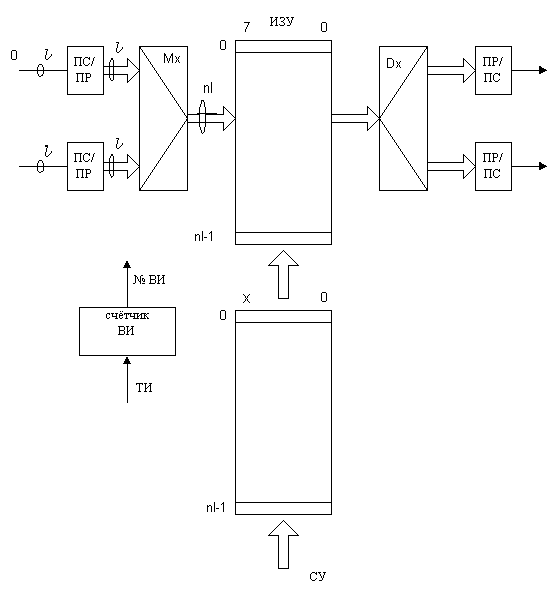 7 ИЗУ 0
0
0 l ПС/ПР l Mx
Dx ПР/ПС
nl
l ПС/ПР l
ПР/ПС
nl-1
№ ВИ
X 0
0
счётчик ВИ
ТИ
nl-1
СУ